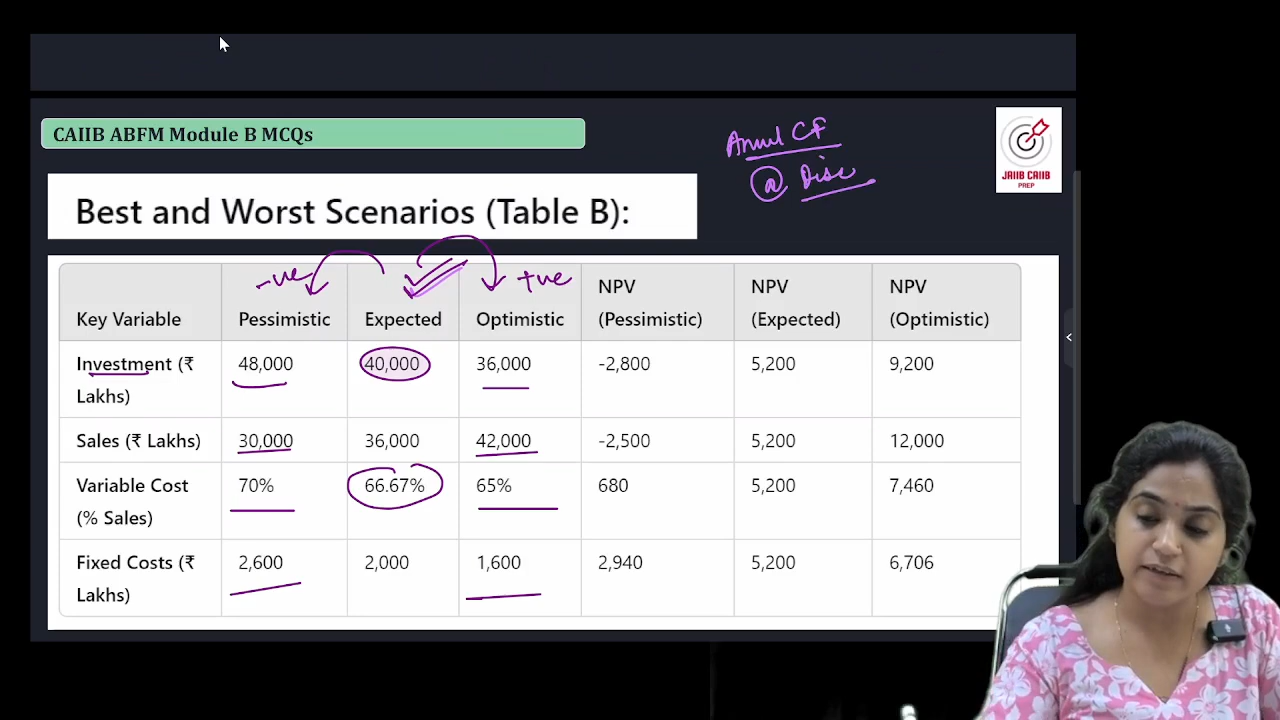 CAIIB ABFM Module B MCQs
Annul CF
@ Disc
JAIIB CAIIB
PREP
Best and Worst Scenarios (Table B):
-ve
+ve
Key Variable Pessimistic Expected Optimistic NPV (Pessimistic) NPV (Expected) NPV (Optimistic)
Investment (₹ Lakhs) 48,000 40,000 36,000 -2,800 5,200 9,200
Sales (₹ Lakhs) 30,000 36,000 42,000 -2,500 5,200 12,000
Variable Cost (% Sales) 70% 66.67% 65% 680 5,200 7,460
Fixed Costs (₹ Lakhs) 2,600 2,000 1,600 2,940 5,200 6,706